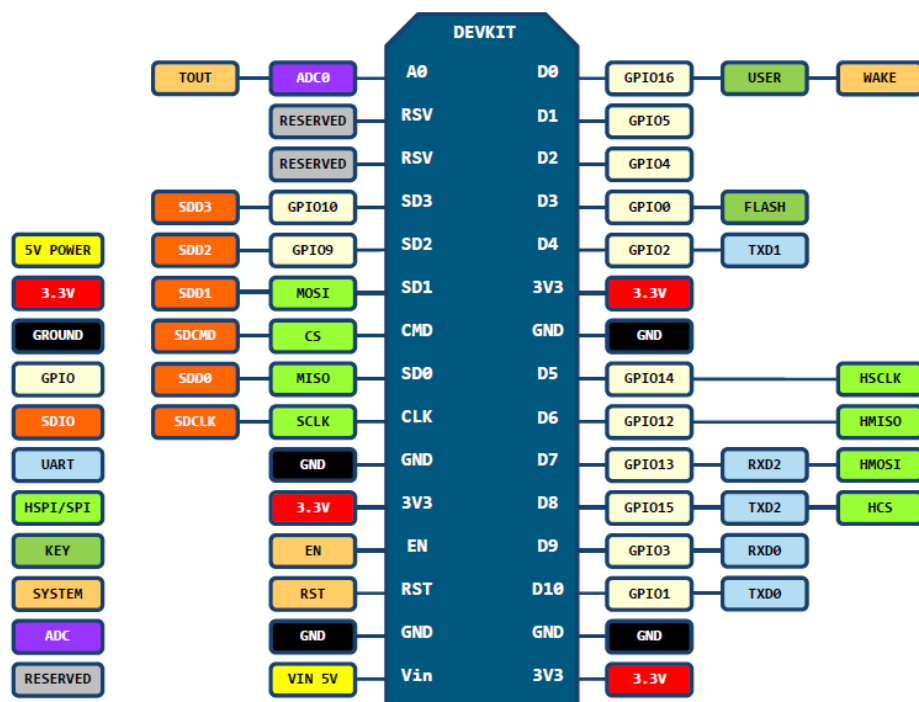 DEVKIT
TOUT ADC0 A0 D0 GPIO16 USER WAKE
RESERVED RSV D1 GPIO5
RESERVED RSV D2 GPIO4
SDD3 GPIO10 SD3 D3 GPIO0 FLASH
5V POWER SDD2 GPIO9 SD2 D4 GPIO2 TXD1
3.3V SDD1 MOSI SD1 3V3 3.3V
GROUND SDCMD CS CMD GND GND
GPIO SDD0 MISO SD0 D5 GPIO14 HSCLK
SDIO SDCLK SCLK CLK D6 GPIO12 HMISO
UART GND GND D7 GPIO13 RXD2 HMOSI
HSPI/SPI 3.3V 3V3 D8 GPIO15 TXD2 HCS
KEY EN EN D9 GPIO3 RXD0
SYSTEM RST RST D10 GPIO1 TXD0
ADC GND GND GND GND
RESERVED VIN 5V Vin 3V3 3.3V